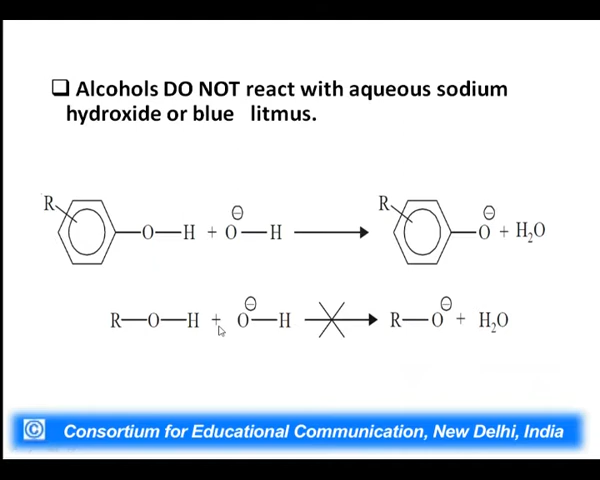 ❑ Alcohols DO NOT react with aqueous sodium
hydroxide or blue litmus.
R—O—H + O⊖—H → R—O⊖ + H₂O
R—O—H + O⊖—H → R—O⊖ + H₂O
© Consortium for Educational Communication, New Delhi, India